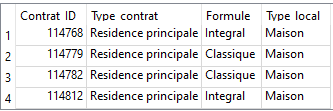 Contrat ID Type contrat Formule Type local
1 114768 Residence principale Integral Maison
2 114779 Residence principale Classique Maison
3 114782 Residence principale Classique Maison
4 114812 Residence principale Integral Maison